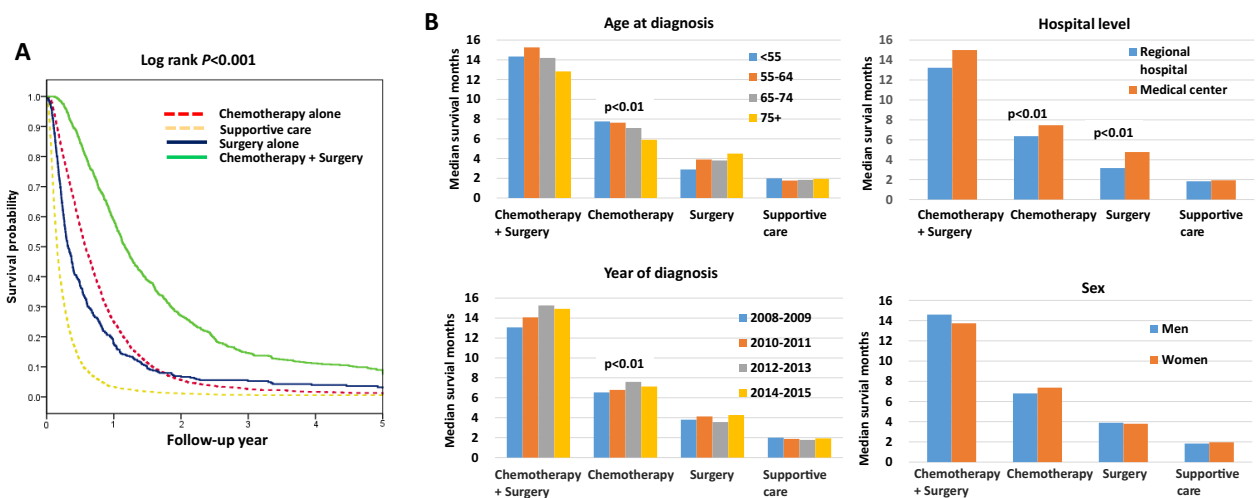 A
Log rank P<0.001
Survival probability
1.0
0.9
0.8
0.7
0.6
0.5
0.4
0.3
0.2
0.1
0.0
Chemotherapy alone
Supportive care
Surgery alone
Chemotherapy + Surgery
0 1 2 3 4 5
Follow-up year
B
Age at diagnosis
Median survival months
16
14
12
10
8
6
4
2
0
<55
55-64
65-74
75+
p<0.01
Chemotherapy Chemotherapy Surgery Supportive
+ Surgery care
Hospital level
Median survial months
16
14
12
10
8
6
4
2
0
Regional
hospital
Medical center
p<0.01
p<0.01
Chemotherapy Chemotherapy Surgery Supportive
+ Surgery care
Year of diagnosis
Median survial months
16
14
12
10
8
6
4
2
0
2008-2009
2010-2011
2012-2013
2014-2015
p<0.01
Chemotherapy Chemotherapy Surgery Supportive
+ Surgery care
Sex
Median survial months
16
14
12
10
8
6
4
2
0
Men
Women
Chemotherapy Chemotherapy Surgery Supportive
+ Surgery care